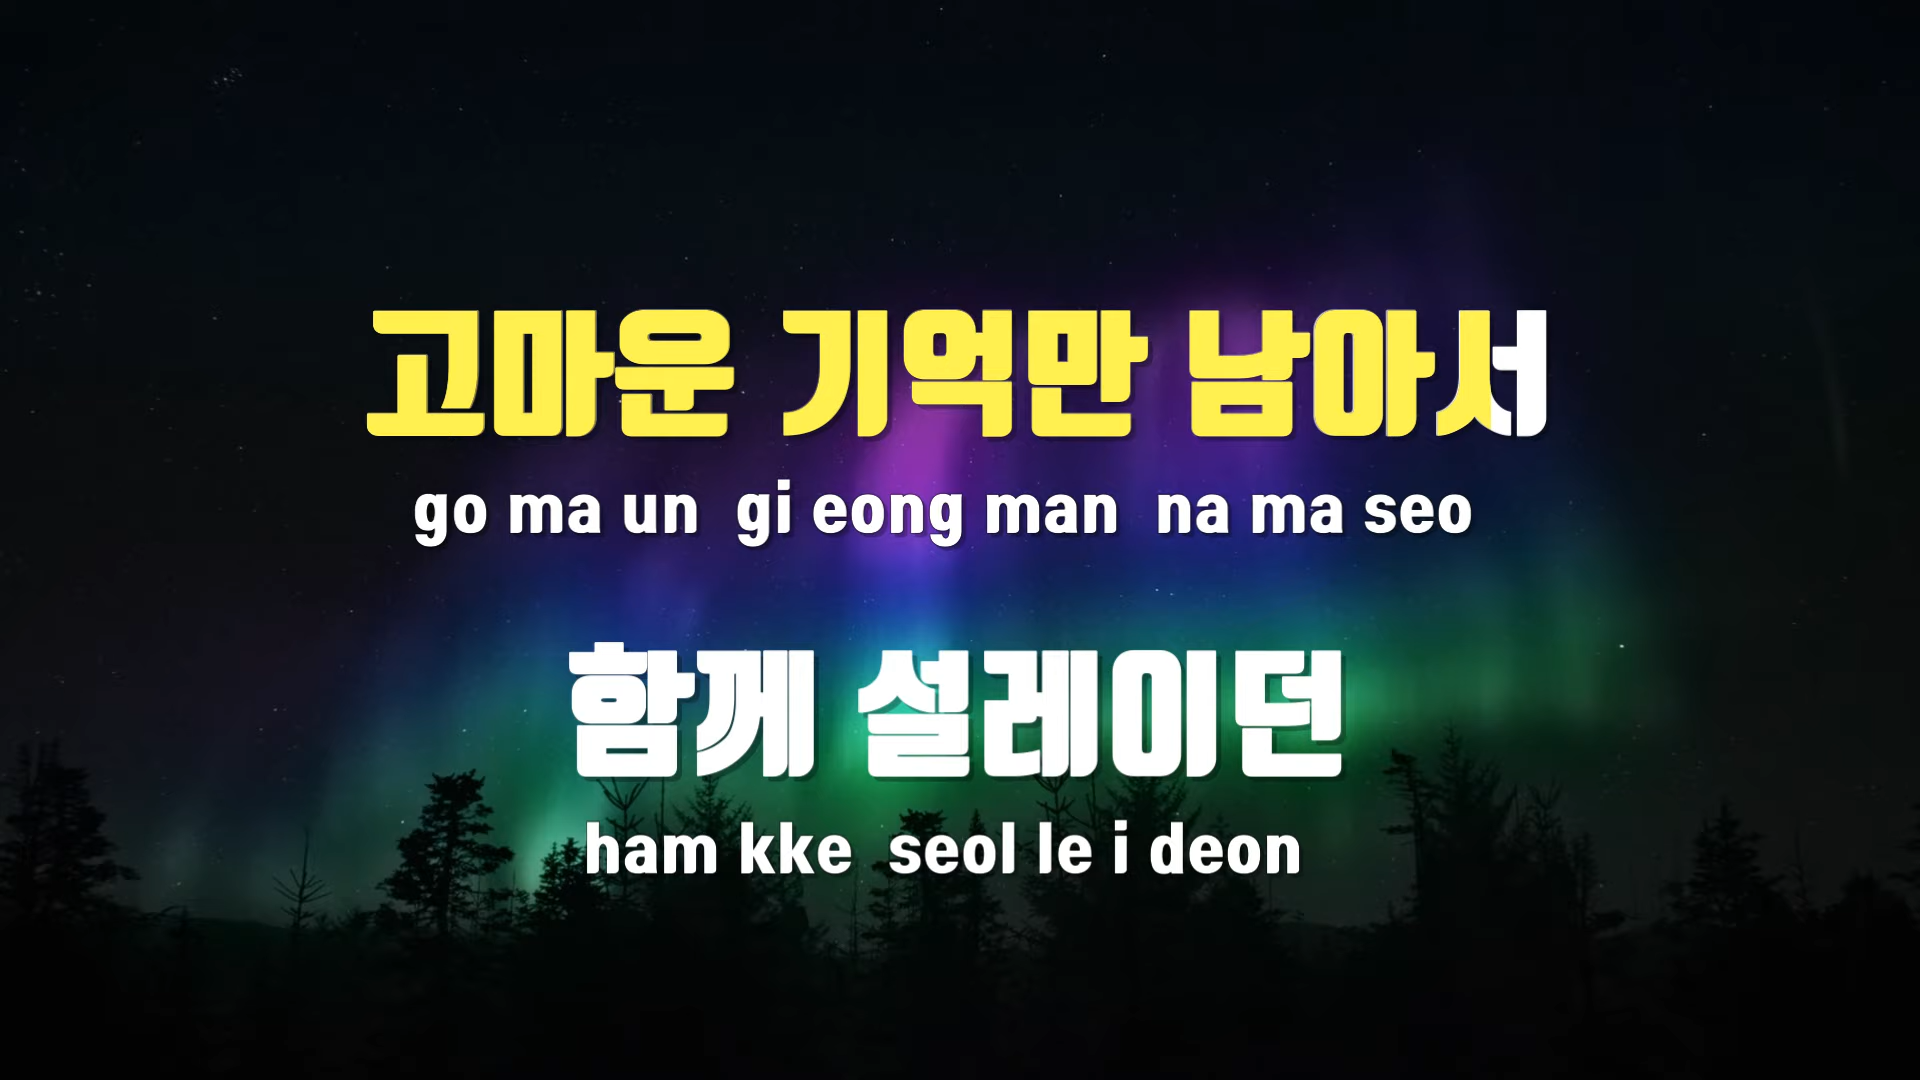 고마운 기억만 남아서
go ma un gi eong man na ma seo
함께 설레이던
ham kke seol le i deon